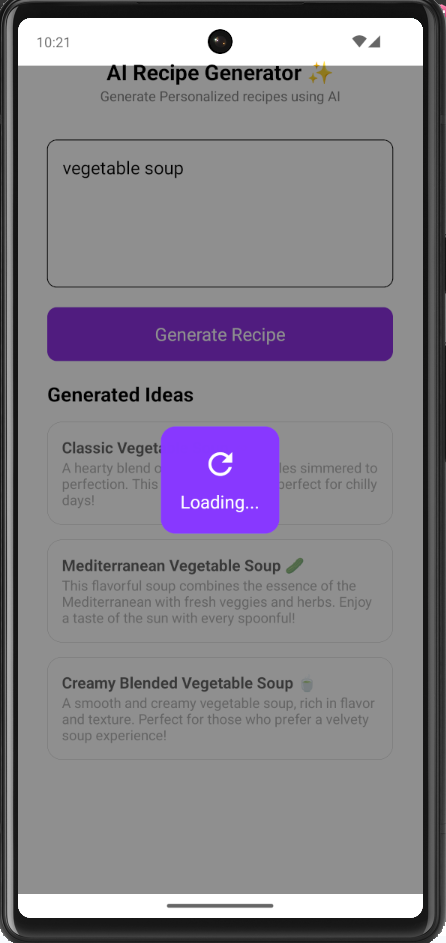 10:21
AI Recipe Generator ✨
Generate Personalized recipes using AI
vegetable soup
Generate Recipe
Generated Ideas
Classic Vegeta
A hearty blend o les simmered to
perfection. This perfect for chilly
days!
Loading...
Mediterranean Vegetable Soup 🥒
This flavorful soup combines the essence of the
Mediterranean with fresh veggies and herbs. Enjoy
a taste of the sun with every spoonful!
Creamy Blended Vegetable Soup 🍵
A smooth and creamy vegetable soup, rich in flavor
and texture. Perfect for those who prefer a velvety
soup experience!